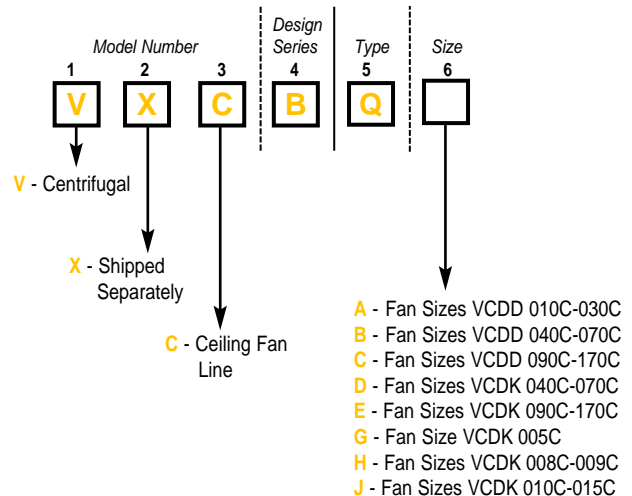 Model Number Design Series Type Size
1 2 3 4 5 6
V X C B Q
V - Centrifugal
X - Shipped
Separately
C - Ceiling Fan
Line
A - Fan Sizes VCDD 010C-030C
B - Fan Sizes VCDD 040C-070C
C - Fan Sizes VCDD 090C-170C
D - Fan Sizes VCDK 040C-070C
E - Fan Sizes VCDK 090C-170C
G - Fan Size VCDK 005C
H - Fan Sizes VCDK 008C-009C
J - Fan Sizes VCDK 010C-015C